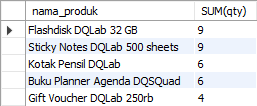 nama_produk SUM(qty)
Flashdisk DQLab 32 GB 9
Sticky Notes DQLab 500 sheets 9
Kotak Pensil DQLab 6
Buku Planner Agenda DQSQuad 6
Gift Voucher DQLab 250rb 4